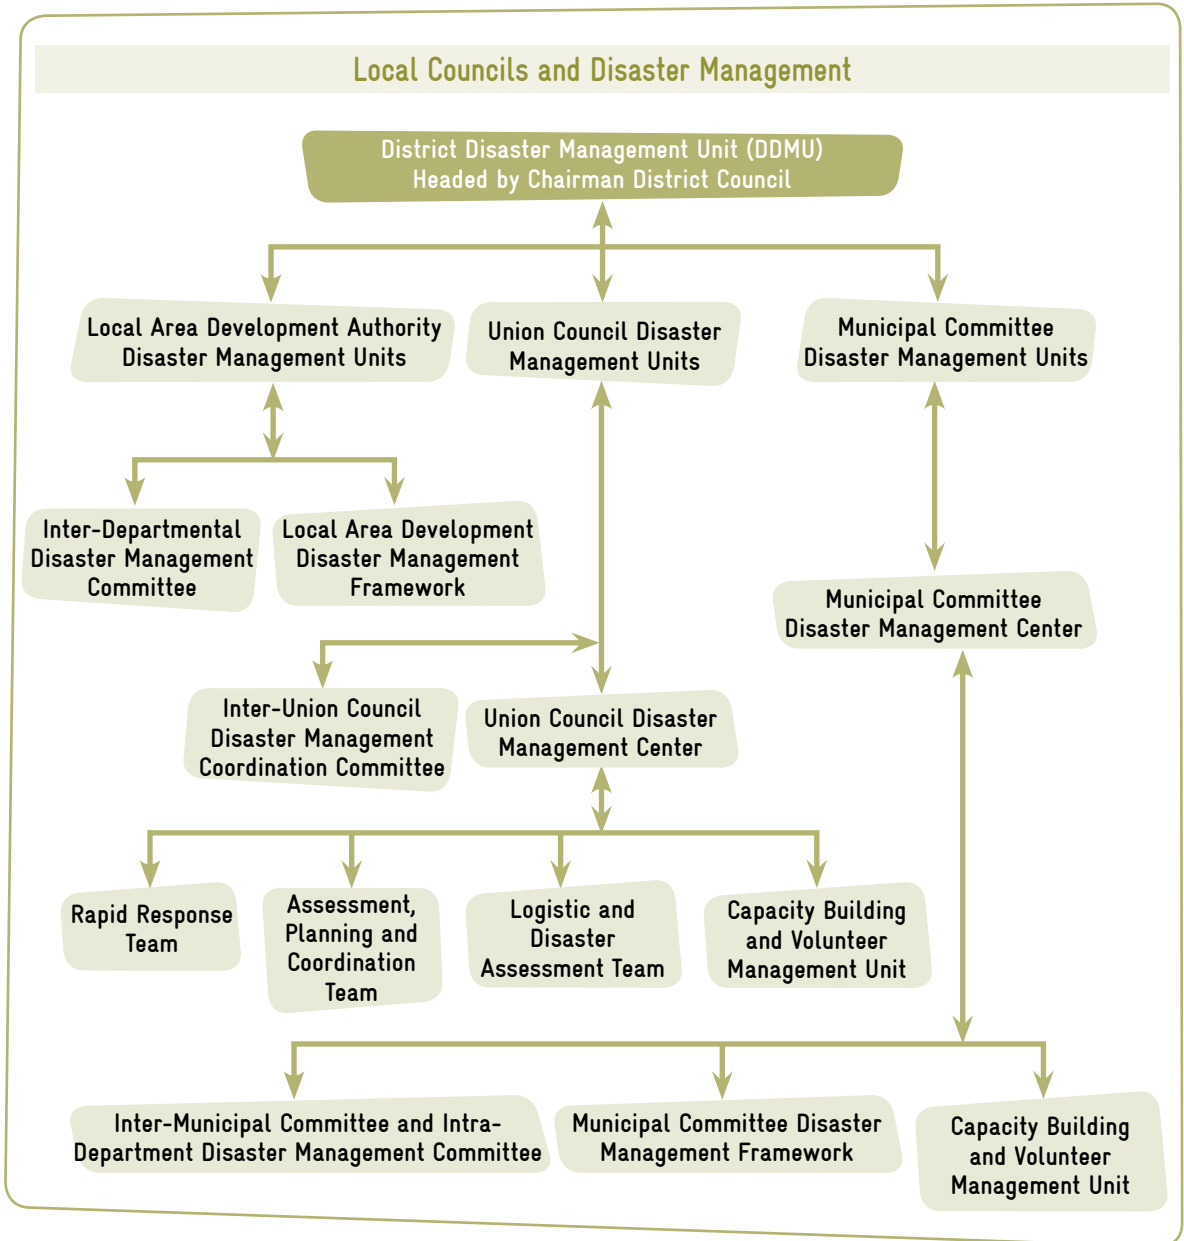 Local Councils and Disaster Management
District Disaster Management Unit (DDMU)
Headed by Chairman District Council
Local Area Development Authority
Disaster Management Units
Union Council Disaster
Management Units
Municipal Committee
Disaster Management Units
Inter-Departmental
Disaster Management
Committee
Local Area Development
Disaster Management
Framework
Municipal Committee
Disaster Management Center
Inter-Union Council
Disaster Management
Coordination Committee
Union Council Disaster
Management Center
Rapid Response
Team
Assessment,
Planning and
Coordination
Team
Logistic and
Disaster
Assessment Team
Capacity Building
and Volunteer
Management Unit
Inter-Municipal Committee and Intra-
Department Disaster Management Committee
Municipal Committee Disaster
Management Framework
Capacity Building
and Volunteer
Management Unit